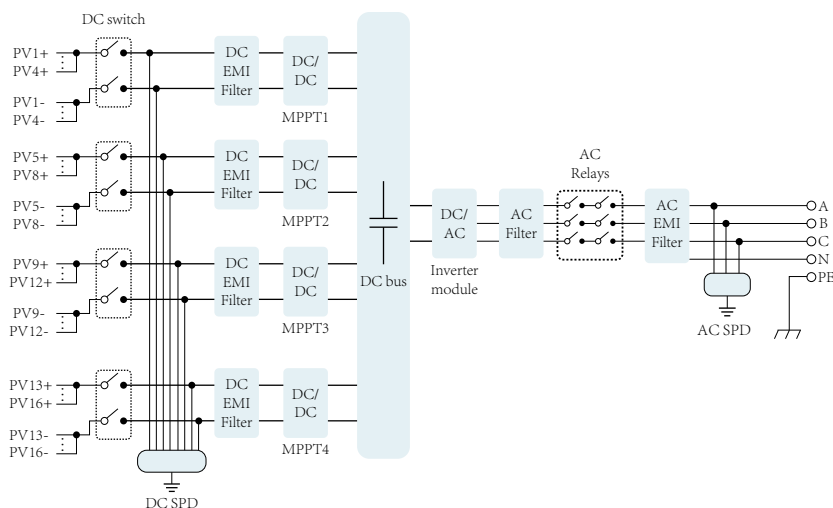 DC switch
PV1+
PV4+
PV1-
PV4-
DC
EMI
Filter
DC/
DC
MPPT1
PV5+
PV8+
PV5-
PV8-
DC
EMI
Filter
DC/
DC
MPPT2
PV9+
PV12+
PV9-
PV12-
DC
EMI
Filter
DC/
DC
MPPT3
PV13+
PV16+
PV13-
PV16-
DC
EMI
Filter
DC/
DC
MPPT4
DC SPD
DC bus
DC/
AC
Inverter
module
AC
Filter
AC
Relays
AC
EMI
Filter
A
B
C
N
PE
AC SPD